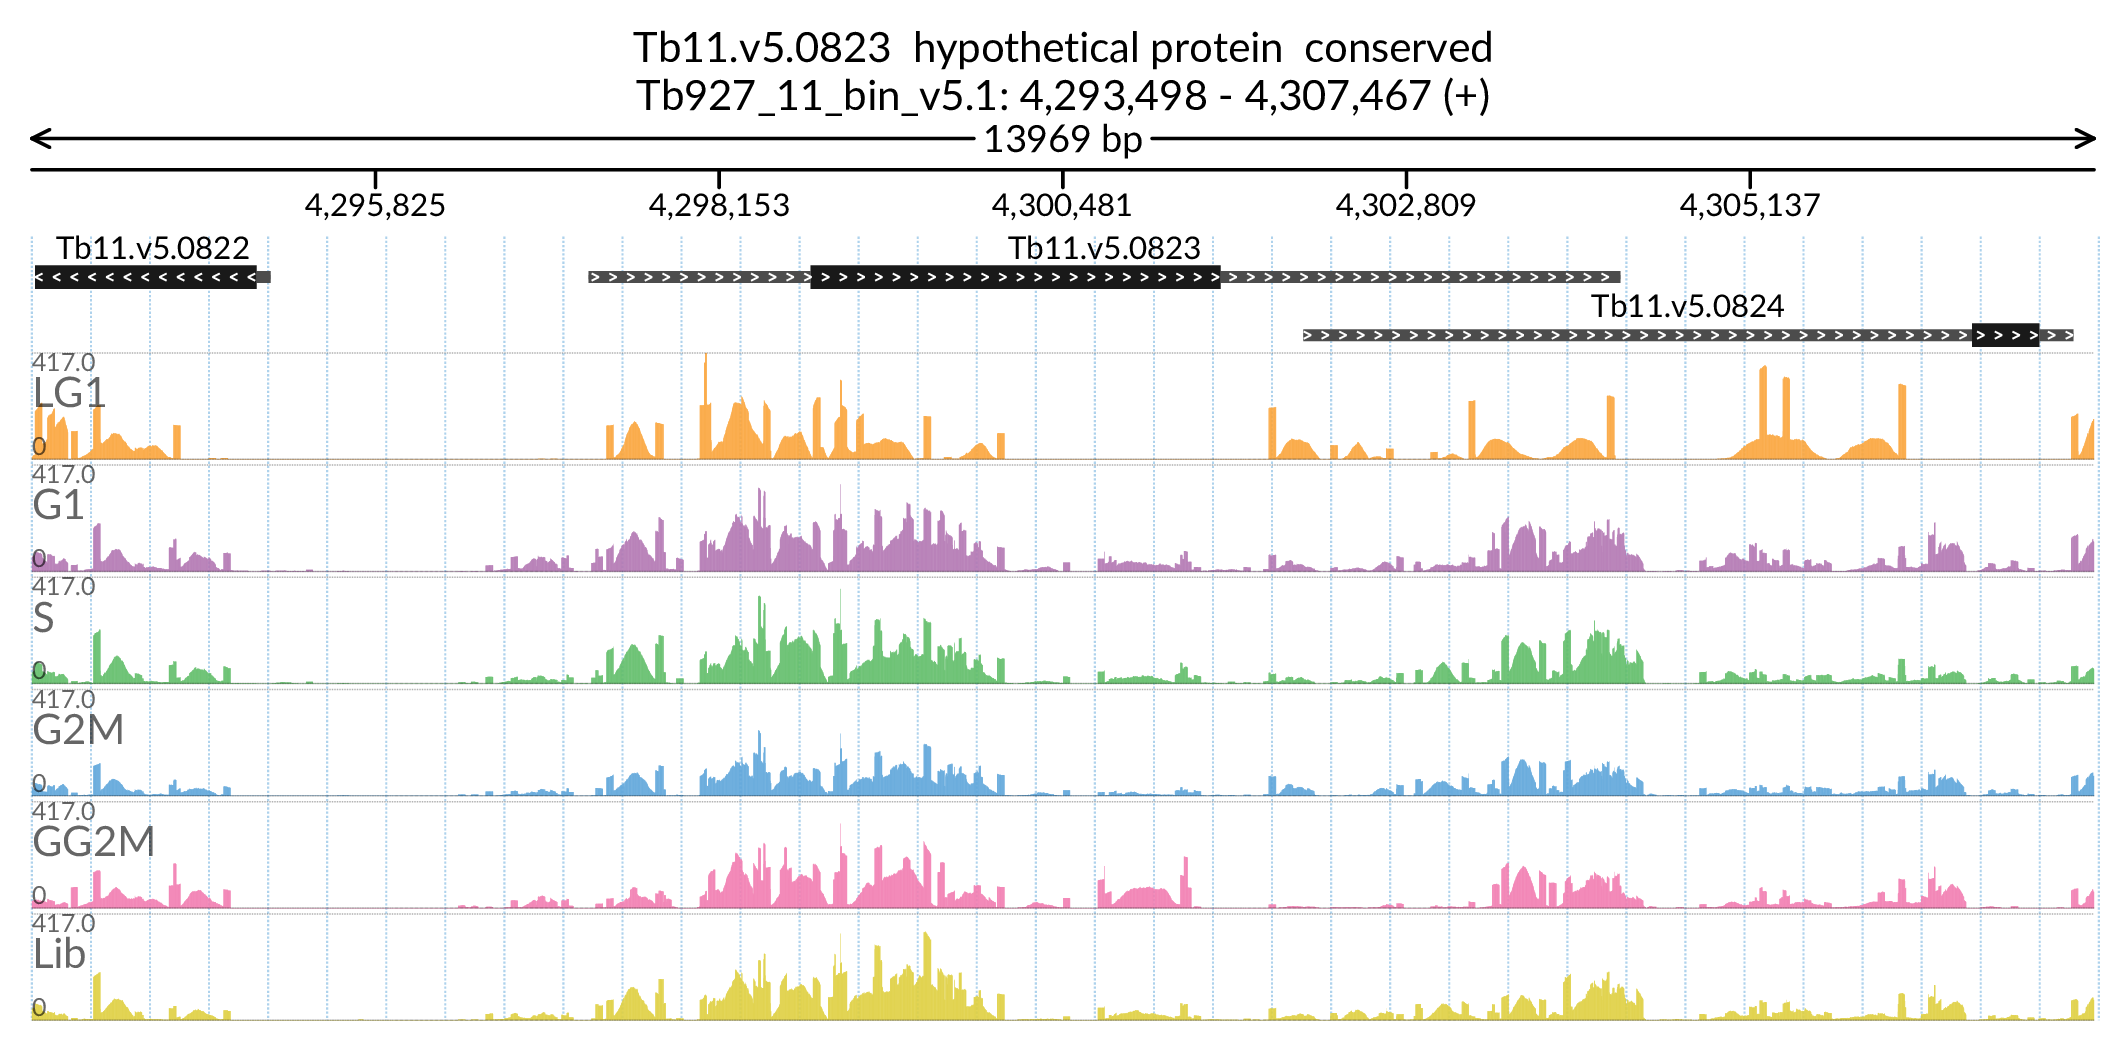 Tb11.v5.0823 hypothetical protein conserved
Tb927_11_bin_v5.1: 4,293,498 - 4,307,467 (+)
13969 bp
4,295,825 4,298,153 4,300,481 4,302,809 4,305,137
Tb11.v5.0822 Tb11.v5.0823
Tb11.v5.0824
417.0
LG1
0
417.0
G1
0
417.0
S
0
417.0
G2M
0
417.0
GG2M
0
417.0
Lib
0